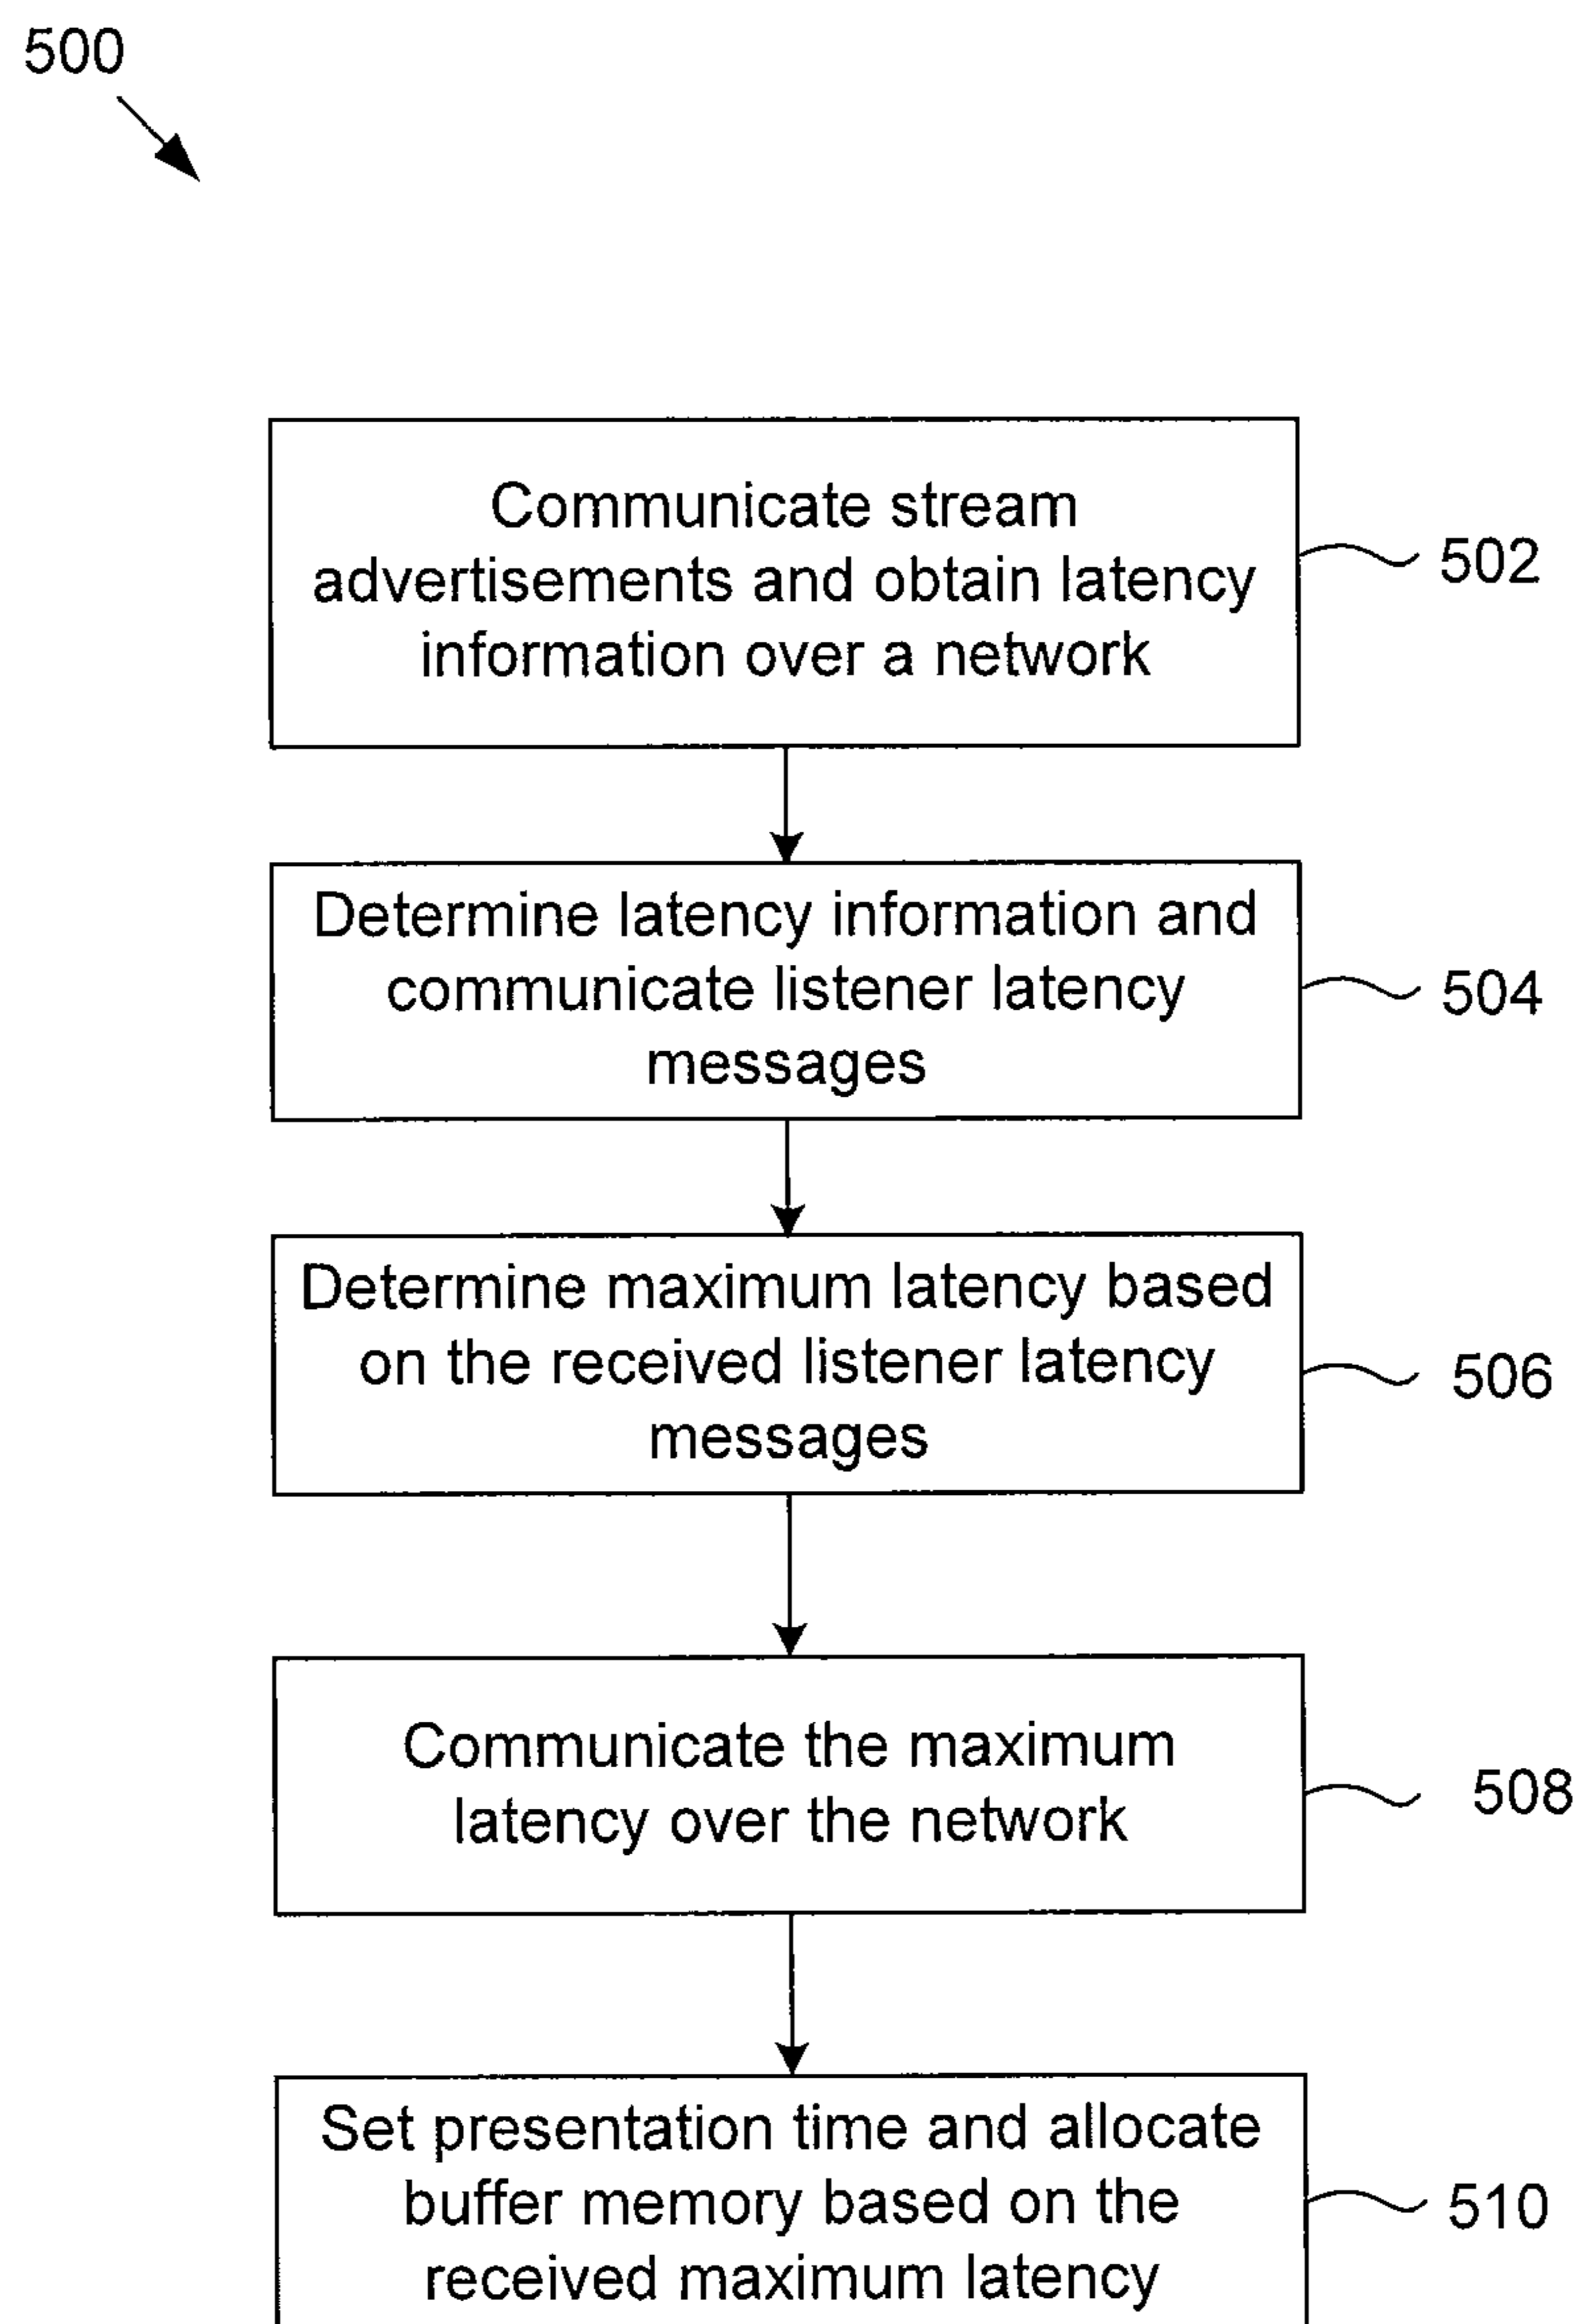 500
Communicate stream
advertisements and obtain latency
information over a network
502
Determine latency information and
communicate listener latency
messages
504
Determine maximum latency based
on the received listener latency
messages
506
Communicate the maximum
latency over the network
508
Set presentation time and allocate
buffer memory based on the
received maximum latency
510